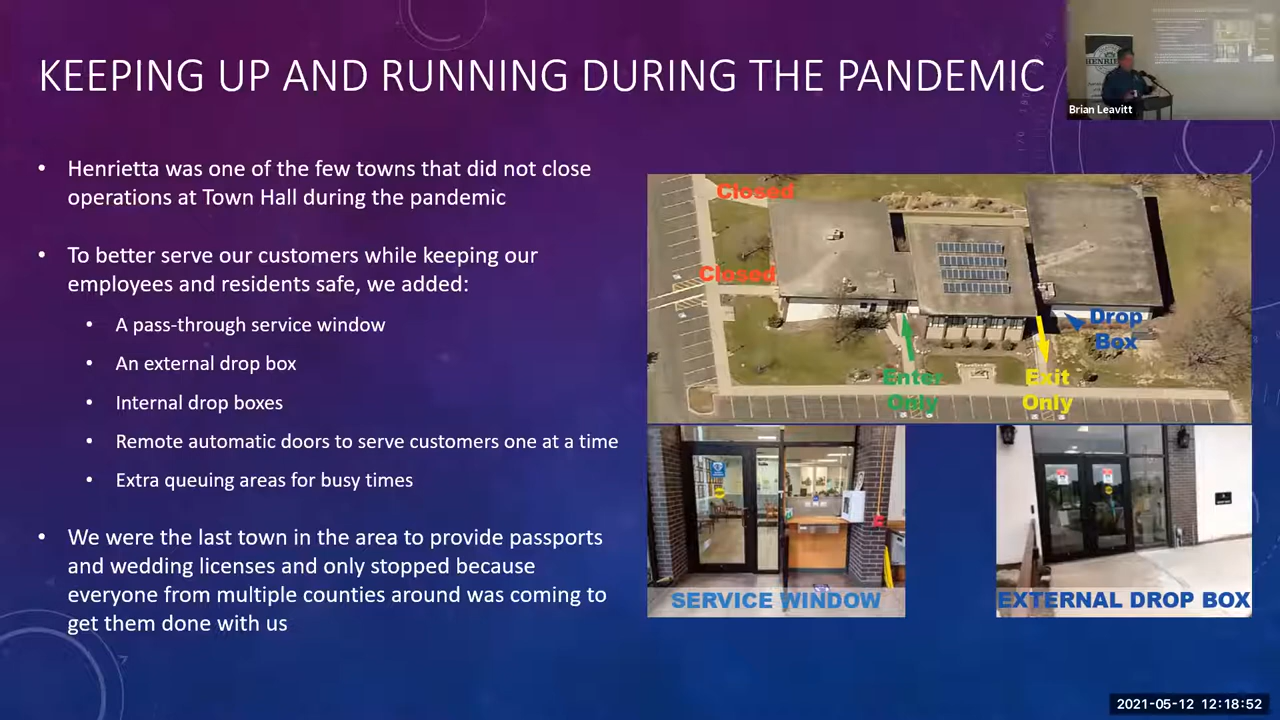 KEEPING UP AND RUNNING DURING THE PANDEMIC
Brian Leavitt
• Henrietta was one of the few towns that did not close
operations at Town Hall during the pandemic
• To better serve our customers while keeping our
employees and residents safe, we added:
• A pass-through service window
• An external drop box
• Internal drop boxes
• Remote automatic doors to serve customers one at a time
• Extra queuing areas for busy times
• We were the last town in the area to provide passports
and wedding licenses and only stopped because
everyone from multiple counties around was coming to
get them done with us
Closed
Closed
Drop
Box
Enter
Only
Exit
Only
SERVICE WINDOW
EXTERNAL DROP BOX
2021-05-12 12:18:52